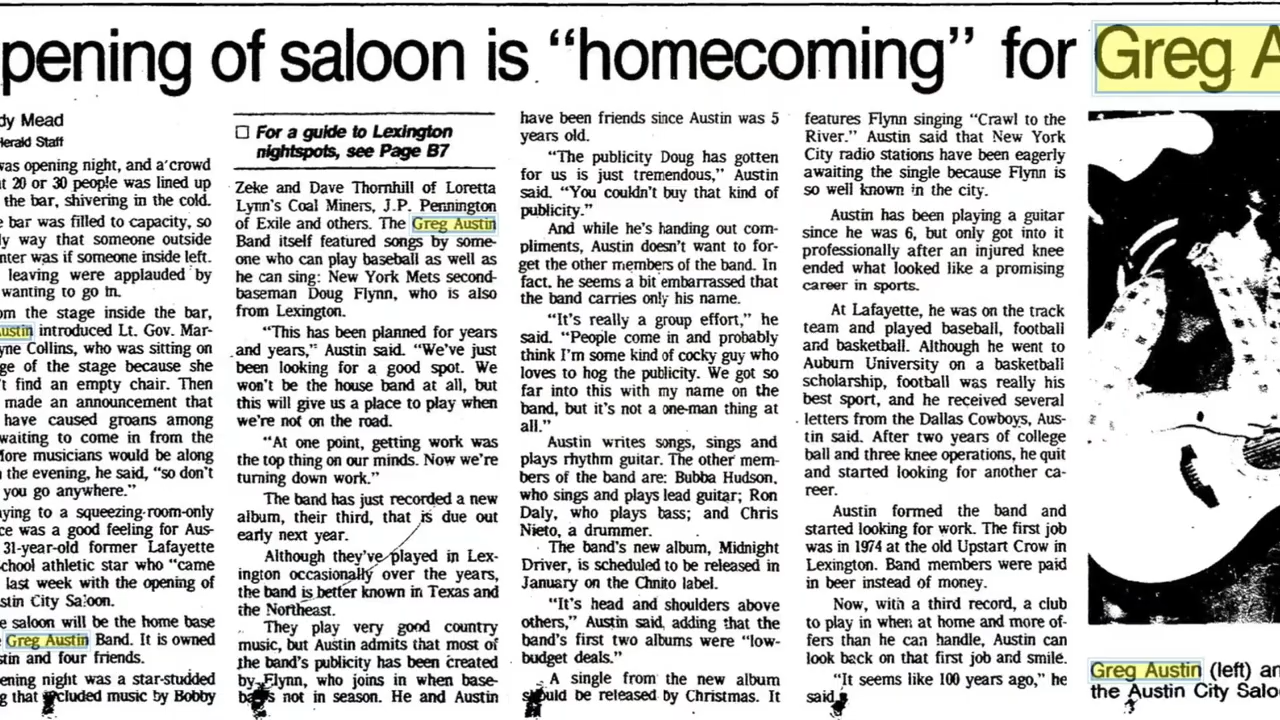 pening of saloon is “homecoming” for Greg A
dy Mead
Herald Staff
was opening night, and a crowd
t 20 or 30 people was lined up
the bar, shivering in the cold.
e bar was filled to capacity, so
ly way that someone outside
nter was if someone inside left.
leaving were applauded by
wanting to go in.
om the stage inside the bar,
ustin introduced Lt. Gov. Mar-
yne Collins, who was sitting on
ge of the stage because she
't find an empty chair. Then
made an announcement that
have caused groans among
waiting to come in from the
More musicians would be along
n the evening, he said, “so don't
you go anywhere.”
aying to a squeezing-room-only
ce was a good feeling for Aus-
31-year-old former Lafayette
school athletic star who “came
last week with the opening of
stin City Saloon.
e saloon will be the home base
Greg Austin Band. It is owned
stin and four friends.
ening night was a star-studded
g that included music by Bobby
☐ For a guide to Lexington
nightspots, see Page B7
Zeke and Dave Thornhill of Loretta
Lynn's Coal Miners, J.P. Pennington
of Exile and others. The Greg Austin
Band itself featured songs by some-
one who can play baseball as well as
he can sing: New York Mets second-
baseman Doug Flynn, who is also
from Lexington.
“This has been planned for years
and years,” Austin said. “We've just
been looking for a good spot. We
won't be the house band at all, but
this will give us a place to play when
we're not on the road.
“At one point, getting work was
the top thing on our minds. Now we're
turning down work.”
The band has just recorded a new
album, their third, that is due out
early next year.
Although they've played in Lex-
ington occasionally over the years,
the band is better known in Texas and
the Northeast.
They play very good country
music, but Austin admits that most of
the band's publicity has been created
by Flynn, who joins in when base-
ball's not in season. He and Austin
have been friends since Austin was 5
years old.
“The publicity Doug has gotten
for us is just tremendous,” Austin
said. “You couldn't buy that kind of
publicity.”
And while he's handing out com-
pliments, Austin doesn't want to for-
get the other members of the band. In
fact, he seems a bit embarrassed that
the band carries only his name.
“It's really a group effort,” he
said. “People come in and probably
think I'm some kind of cocky guy who
loves to hog the publicity. We got so
far into this with my name on the
band, but it's not a one-man thing at
all.”
Austin writes songs, sings and
plays rhythm guitar. The other mem-
bers of the band are: Bubba Hudson,
who sings and plays lead guitar; Ron
Daly, who plays bass; and Chris
Nieto, a drummer.
The band's new album, Midnight
Driver, is scheduled to be released in
January on the Chnito label.
“It's head and shoulders above
others,” Austin said, adding that the
band's first two albums were “low-
budget deals.”
A single from the new album
should be released by Christmas. It
features Flynn singing “Crawl to the
River.” Austin said that New York
City radio stations have been eagerly
awaiting the single because Flynn is
so well known in the city.
Austin has been playing a guitar
since he was 6, but only got into it
professionally after an injured knee
ended what looked like a promising
career in sports.
At Lafayette, he was on the track
team and played baseball, football
and basketball. Although he went to
Auburn University on a basketball
scholarship, football was really his
best sport, and he received several
letters from the Dallas Cowboys, Aus-
tin said. After two years of college
ball and three knee operations, he quit
and started looking for another ca-
reer.
Austin formed the band and
started looking for work. The first job
was in 1974 at the old Upstart Crow in
Lexington. Band members were paid
in beer instead of money.
Now, with a third record, a club
to play in when at home and more of-
fers than he can handle, Austin can
look back on that first job and smile.
“It seems like 100 years ago,” he
said.
Greg Austin (left) an
the Austin City Salo